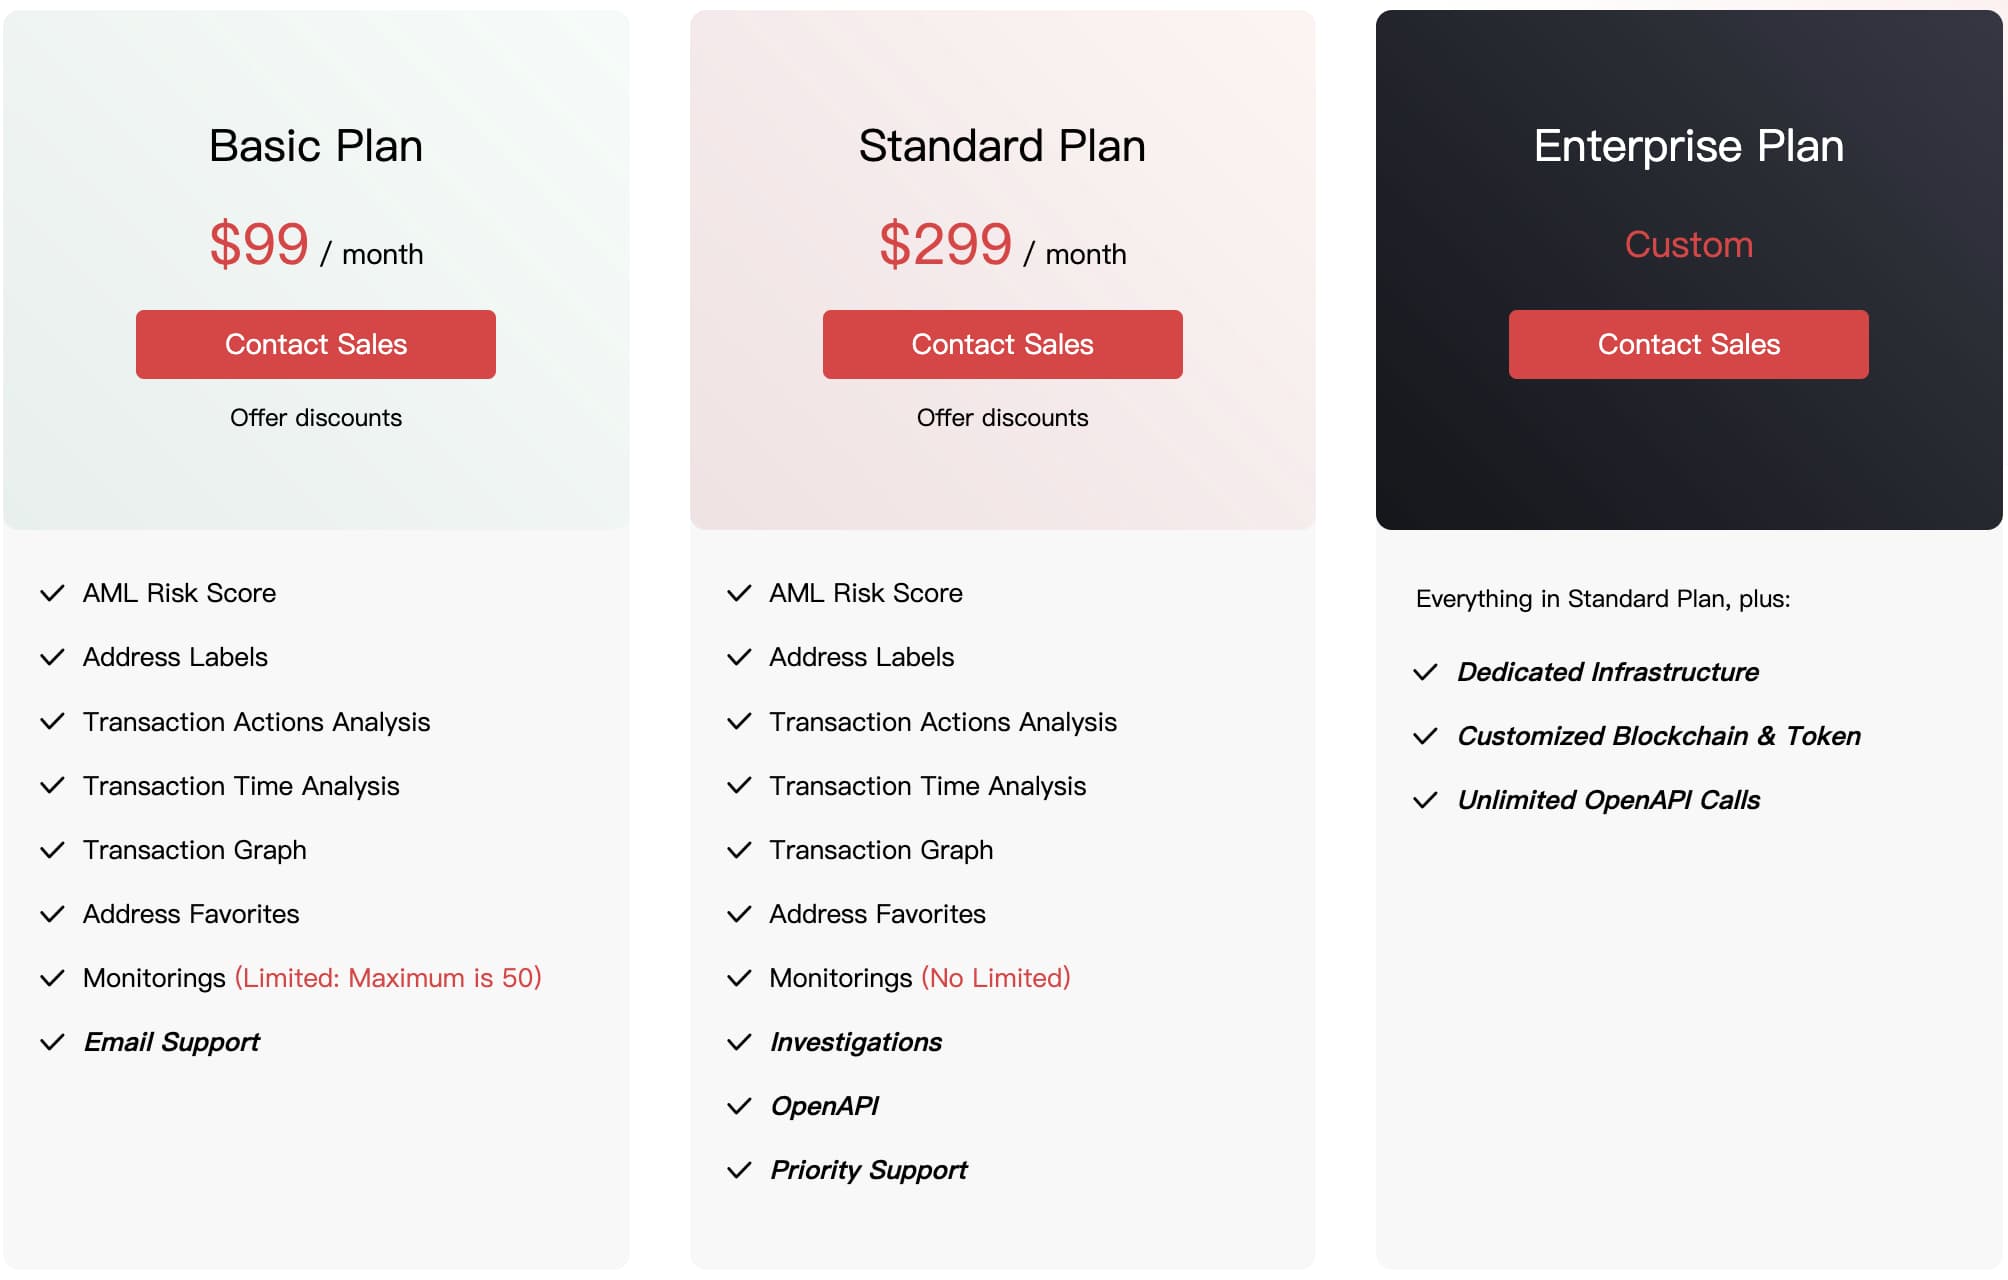 Basic Plan
$99 / month
Contact Sales
Offer discounts
AML Risk Score
Address Labels
Transaction Actions Analysis
Transaction Time Analysis
Transaction Graph
Address Favorites
Monitorings (Limited: Maximum is 50)
Email Support
Standard Plan
$299 / month
Contact Sales
Offer discounts
AML Risk Score
Address Labels
Transaction Actions Analysis
Transaction Time Analysis
Transaction Graph
Address Favorites
Monitorings (No Limited)
Investigations
OpenAPI
Priority Support
Enterprise Plan
Custom
Contact Sales
Everything in Standard Plan, plus:
Dedicated Infrastructure
Customized Blockchain & Token
Unlimited OpenAPI Calls